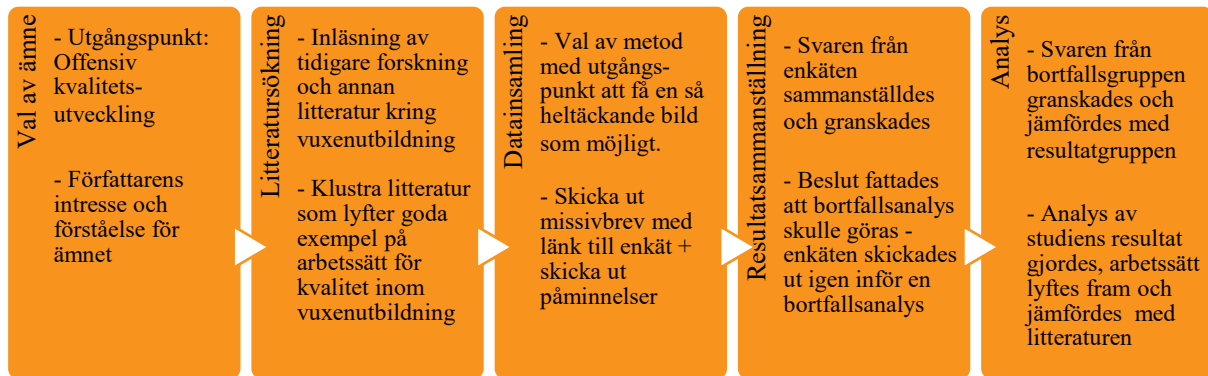 Val av ämne
- Utgångspunkt:
Offensiv
kvalitets-
utveckling
- Författarens
intresse och
förståelse för
ämnet
Litteratursökning
- Inläsning av
tidigare forskning
och annan
litteratur kring
vuxenutbildning
- Klustra litteratur
som lyfter goda
exempel på
arbetssätt för
kvalitet inom
vuxenutbildning
Datainsamling
- Val av metod
med utgångs-
punkt att få en så
heltäckande bild
som möjligt.
- Skicka ut
missivbrev med
länk till enkät +
skicka ut
påminnelser
Resultatsammanställning
- Svaren från
enkäten
sammanställdes
och granskades
- Beslut fattades
att bortfallsanalys
skulle göras -
enkäten skickades
ut igen inför en
bortfallsanalys
Analys
- Svaren från
bortfallsgruppen
granskades och
jämfördes med
resultatgruppen
- Analys av
studiens resultat
gjordes, arbetssätt
lyftes fram och
jämfördes med
litteraturen